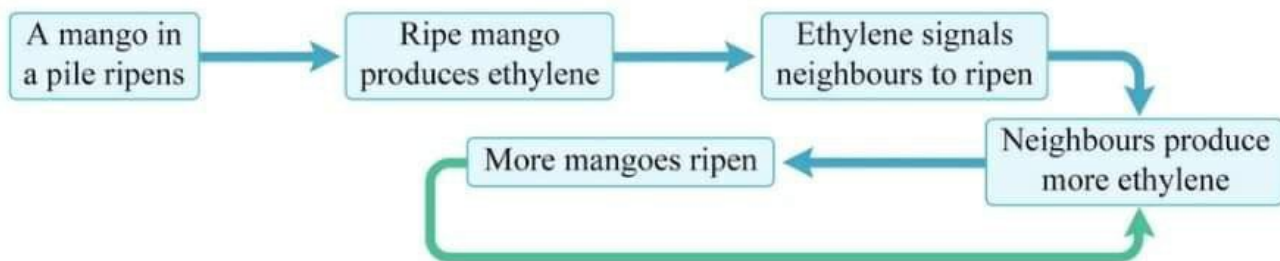 A mango in
a pile ripens
Ripe mango
produces ethylene
Ethylene signals
neighbours to ripen
Neighbours produce
more ethylene
More mangoes ripen